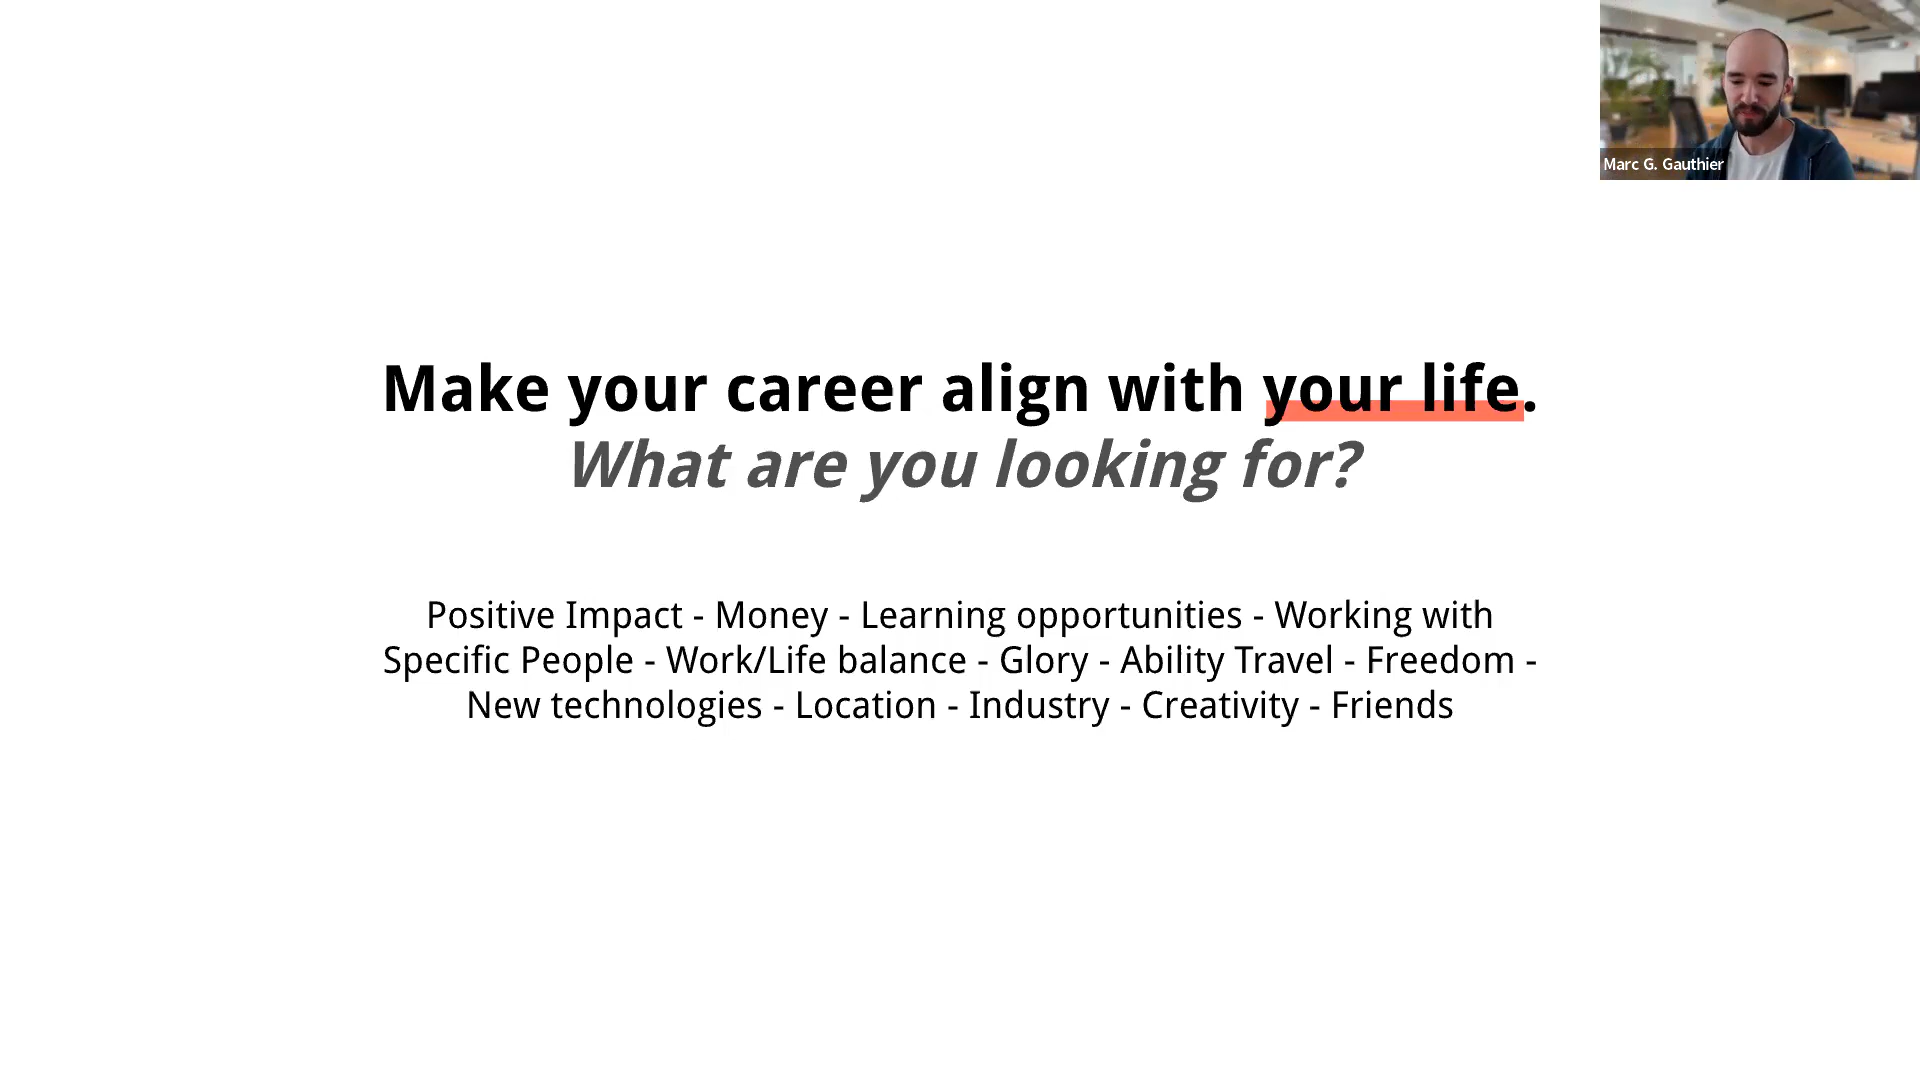 Marc G. Gauthier
Make your career align with your life.
What are you looking for?
Positive Impact - Money - Learning opportunities - Working with
Specific People - Work/Life balance - Glory - Ability Travel - Freedom -
New technologies - Location - Industry - Creativity - Friends